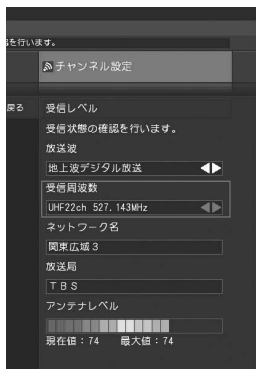 を行います。
チャンネル設定
戻る
受信レベル
受信状態の確認を行います。
放送波
地上波デジタル放送
受信周波数
UHF22ch 527.143MHz
ネットワーク名
関東広域3
放送局
TBS
アンテナレベル
現在値:74 最大値:74